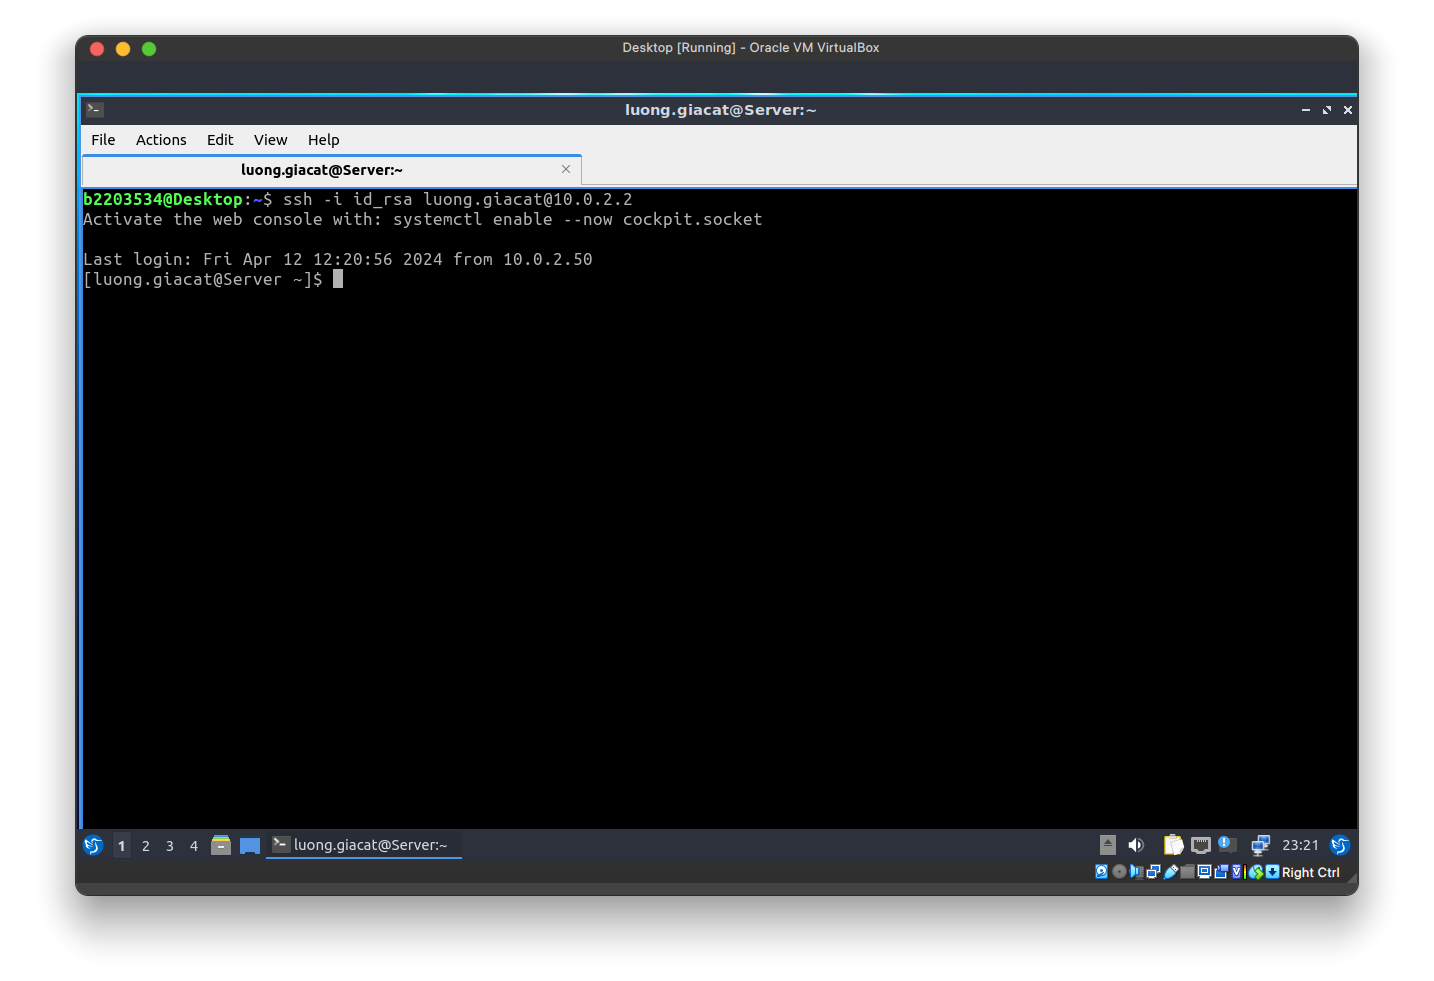 Desktop [Running] - Oracle VM VirtualBox
luong.giacat@Server:~
File Actions Edit View Help
luong.giacat@Server:~
b2203534@Desktop:~$ ssh -i id_rsa luong.giacat@10.0.2.2
Activate the web console with: systemctl enable --now cockpit.socket
Last login: Fri Apr 12 12:20:56 2024 from 10.0.2.50
[luong.giacat@Server ~]$
1 2 3 4 luong.giacat@Server:~ 23:21
Right Ctrl